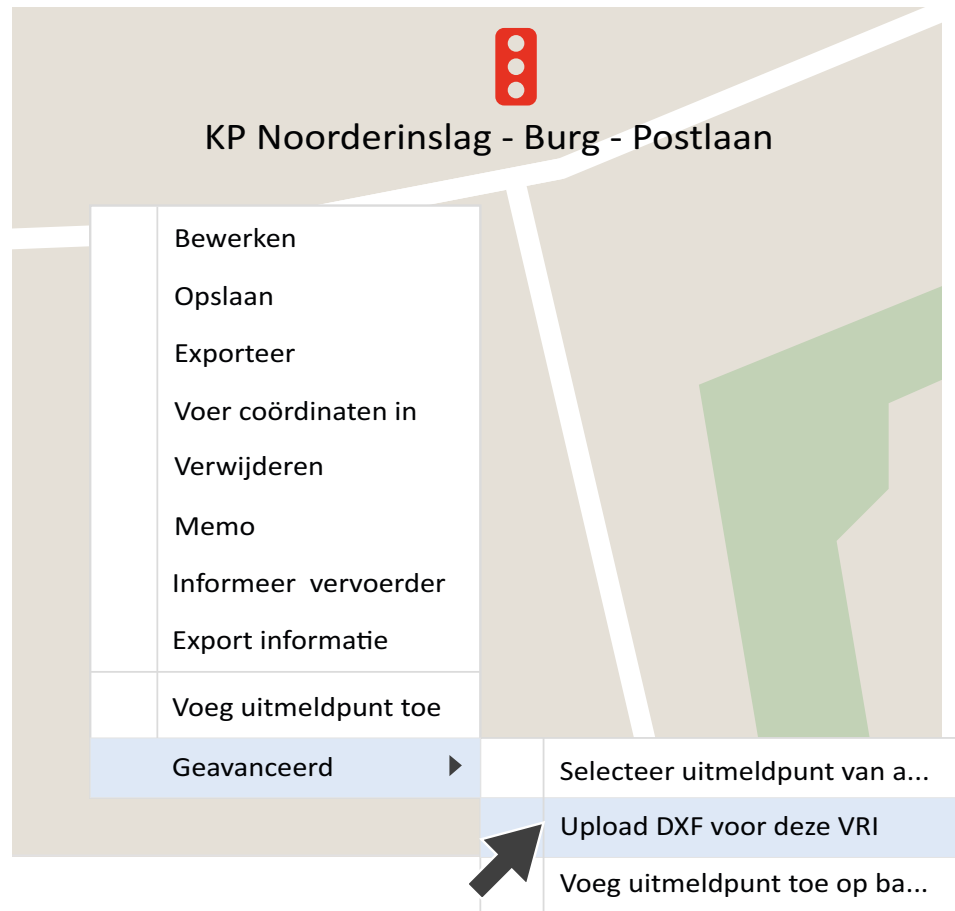 KP Noorderinslag - Burg - Postlaan
Bewerken
Opslaan
Exporteer
Voer coördinaten in
Verwijderen
Memo
Informeer vervoerder
Export informatie
Voeg uitmeldpunt toe
Geavanceerd
Selecteer uitmeldpunt van a...
Upload DXF voor deze VRI
Voeg uitmeldpunt toe op ba...